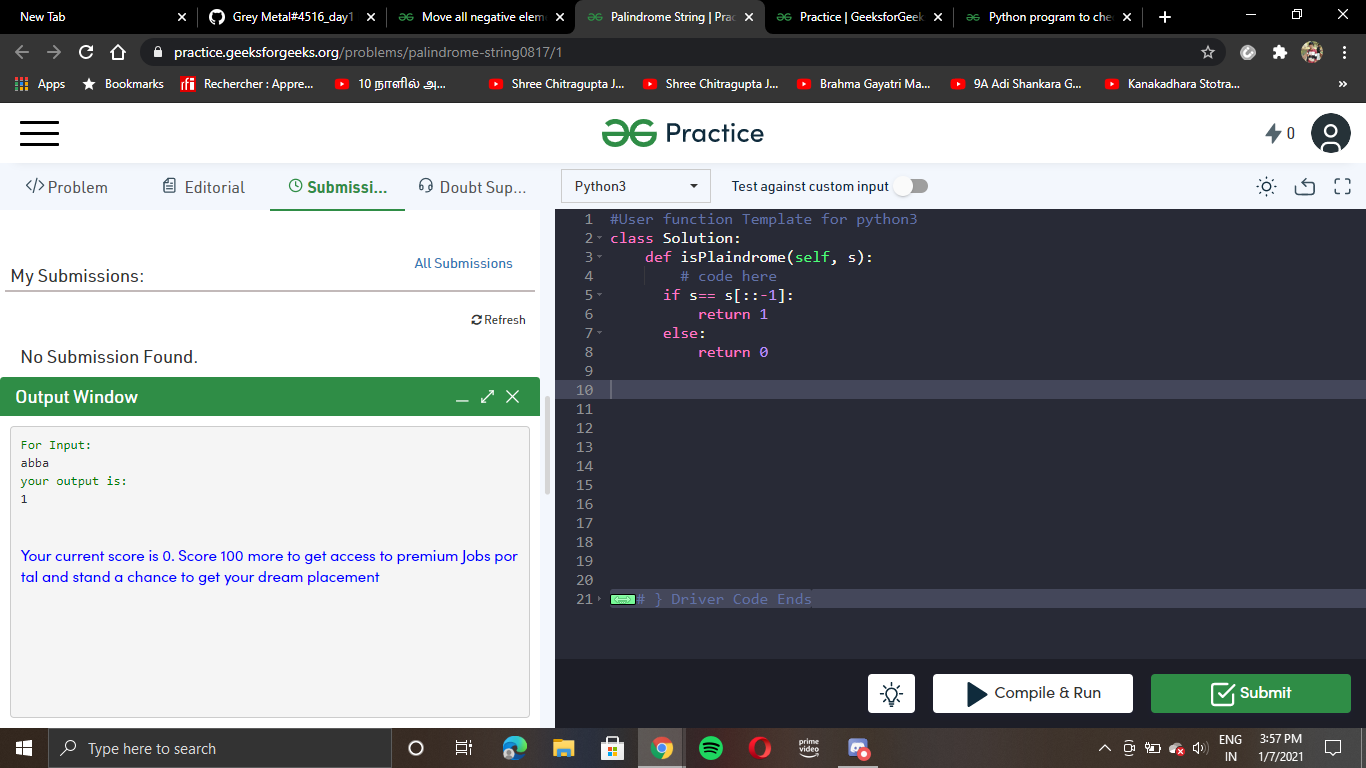 New Tab
Grey Metal#4516_day1
Move all negative elem
Palindrome String | Prac
Practice | GeeksforGeek
Python program to che
practice.geeksforgeeks.org/problems/palindrome-string0817/1
Apps
Bookmarks
rfi
Rechercher : Appre...
10 நாளில் அ...
Shree Chitragupta J...
Shree Chitragupta J...
Brahma Gayatri Ma...
9A Adi Shankara G...
Kanakadhara Stotra...
»
Practice
0
</> Problem
Editorial
Submissi...
Doubt Sup...
Python3
Test against custom input
All Submissions
My Submissions:
Refresh
No Submission Found.
Output Window
For Input:
abba
your output is:
1
Your current score is 0. Score 100 more to get access to premium Jobs por
tal and stand a chance to get your dream placement
1 #User function Template for python3
2 class Solution:
3 def isPlaindrome(self, s):
4 # code here
5 if s== s[::-1]:
6 return 1
7 else:
8 return 0
9
10
11
12
13
14
15
16
17
18
19
20
21 # } Driver Code Ends
Compile & Run
Submit
Type here to search
prime
video
ENG
IN
3:57 PM
1/7/2021